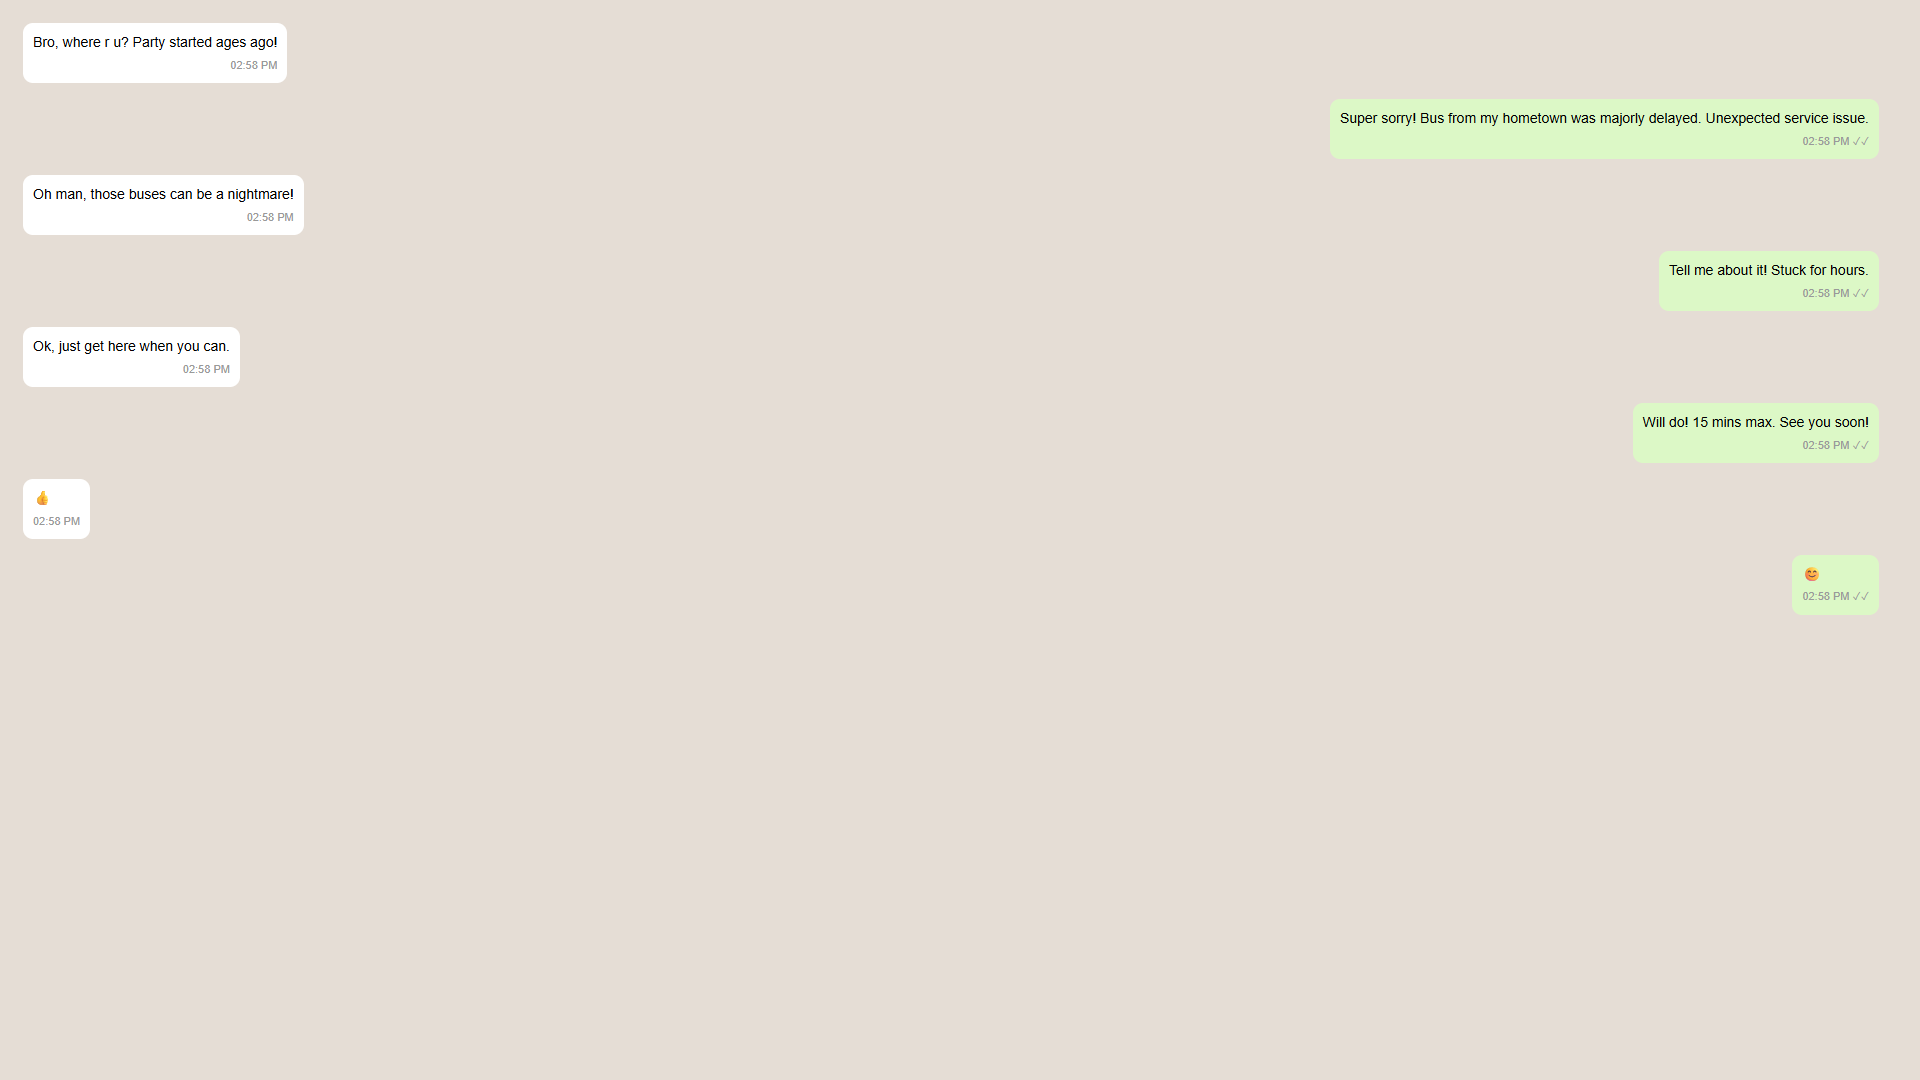 Bro, where r u? Party started ages ago!
02:58 PM
Super sorry! Bus from my hometown was majorly delayed. Unexpected service issue.
02:58 PM ✓✓
Oh man, those buses can be a nightmare!
02:58 PM
Tell me about it! Stuck for hours.
02:58 PM ✓✓
Ok, just get here when you can.
02:58 PM
Will do! 15 mins max. See you soon!
02:58 PM ✓✓
👍
02:58 PM
😊
02:58 PM ✓✓